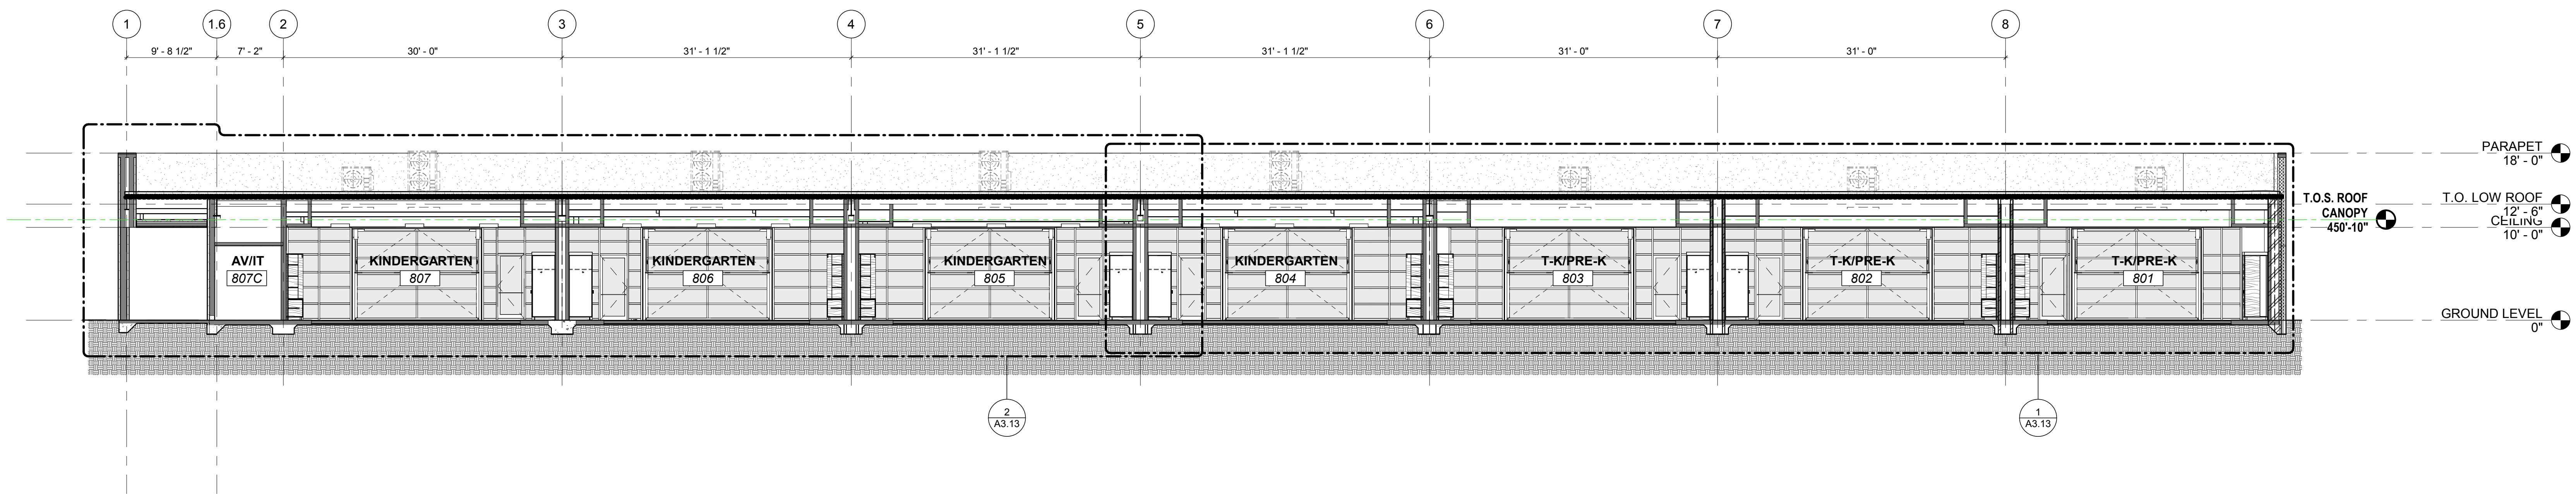 1 1.6 2 3 4 5 6 7 8
9' - 8 1/2" 7' - 2" 30' - 0" 31' - 1 1/2" 31' - 1 1/2" 31' - 1 1/2" 31' - 0" 31' - 0"
PARAPET
18' - 0"
T.O.S. ROOF
CANOPY
450'-10"
T.O. LOW ROOF
12' - 6"
CEILING
10' - 0"
AV/IT
807C
KINDERGARTEN
807
KINDERGARTEN
806
KINDERGARTEN
805
KINDERGARTEN
804
T-K/PRE-K
803
T-K/PRE-K
802
T-K/PRE-K
801
GROUND LEVEL
0"
2
A3.13
1
A3.13